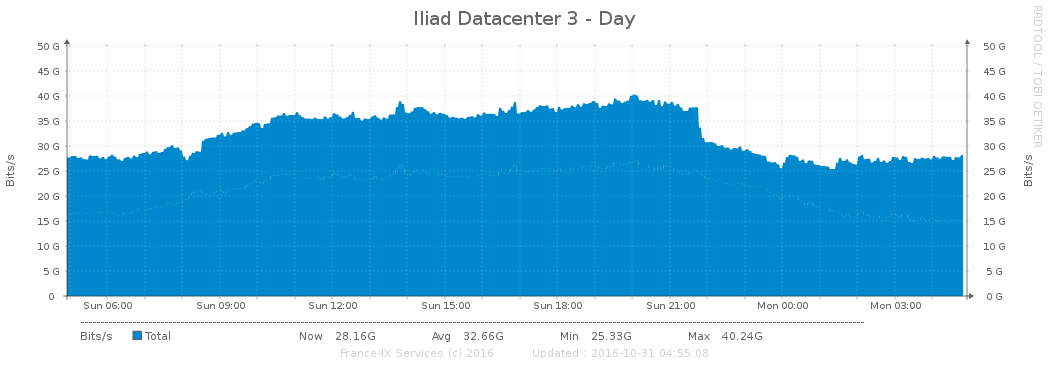 Iliad Datacenter 3 - Day
RRDTOOL / TOBI OETIKER
50 G 50 G
45 G 45 G
40 G 40 G
35 G 35 G
30 G 30 G
25 G 25 G
20 G 20 G
15 G 15 G
10 G 10 G
5 G 5 G
0 0 G
Bits/s
Bits/s
Sun 06:00 Sun 09:00 Sun 12:00 Sun 15:00 Sun 18:00 Sun 21:00 Mon 00:00 Mon 03:00
Bits/s Total Now 28.16G Avg 32.66G Min 25.33G Max 40.24G
France-IX Services (c) 2016 Updated : 2016-10-31 04:55:08